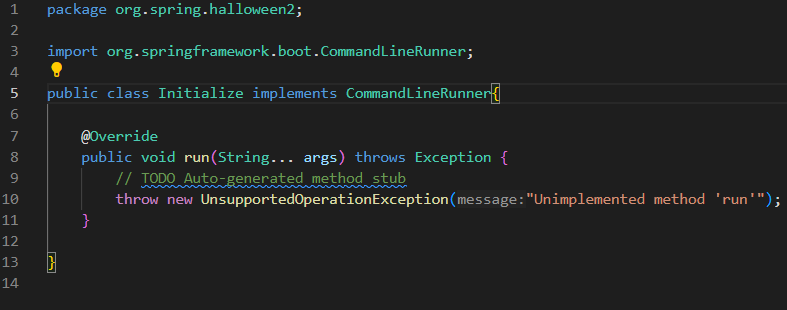 1 package org.spring.halloween2;
2
3 import org.springframework.boot.CommandLineRunner;
4
5 public class Initialize implements CommandLineRunner{
6
7 @Override
8 public void run(String... args) throws Exception {
9 // TODO Auto-generated method stub
10 throw new UnsupportedOperationException(message:"Unimplemented method 'run'");
11 }
12
13 }
14